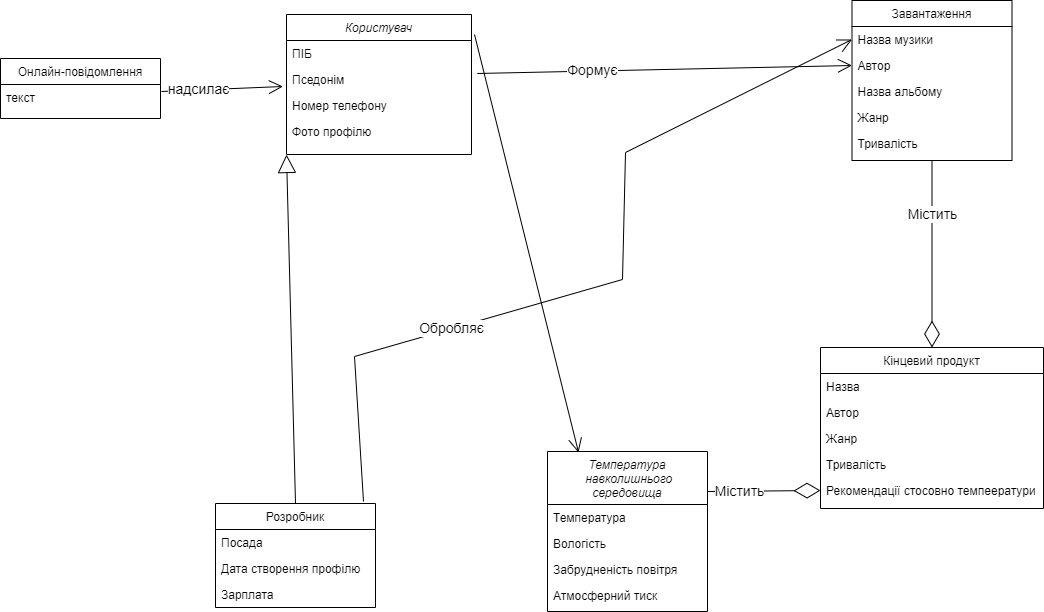 Онлайн-повідомлення
текст
надсилає
Користувач
ПІБ
Пседонім
Номер телефону
Фото профілю
Формує
Завантаження
Назва музики
Автор
Назва альбому
Жанр
Тривалість
Містить
Обробляє
Кінцевий продукт
Назва
Автор
Жанр
Тривалість
Рекомендації стосовно темпеератури
Температура
навколишнього
середовища
Температура
Вологість
Забрудненість повітря
Атмосферний тиск
Містить
Розробник
Посада
Дата створення профілю
Зарплата